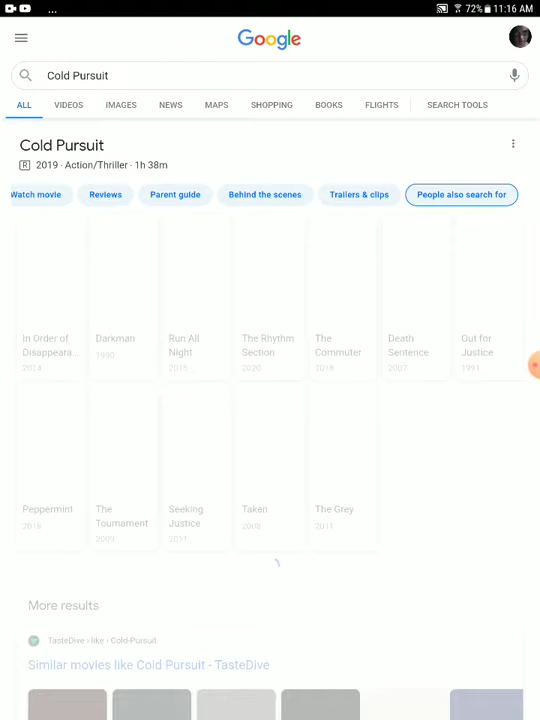 ... 72% 11:16 AM
Google
Cold Pursuit
ALL VIDEOS IMAGES NEWS MAPS SHOPPING BOOKS FLIGHTS SEARCH TOOLS
Cold Pursuit
R 2019 · Action/Thriller · 1h 38m
Watch movie Reviews Parent guide Behind the scenes Trailers & clips People also search for
In Order of Disappeara... 2014
Darkman 1990
Run All Night 2015
The Rhythm Section 2020
The Commuter 2018
Death Sentence 2007
Out for Justice 1991
Peppermint 2018
The Tournament 2009
Seeking Justice 2011
Taken 2008
The Grey 2011
More results
TasteDive › like › Cold-Pursuit
Similar movies like Cold Pursuit - TasteDive